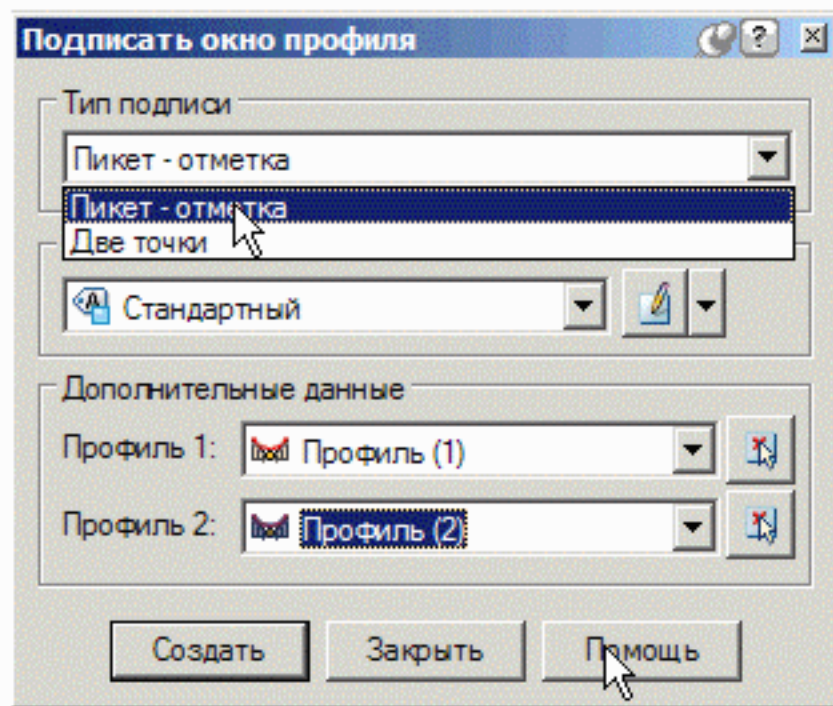 Подписать окно профиля
Тип подписи
Пикет - отметка
Пикет - отметка
Две точки
Стандартный
Дополнительные данные
Профиль 1: Профиль (1)
Профиль 2: Профиль (2)
Создать Закрыть Помощь